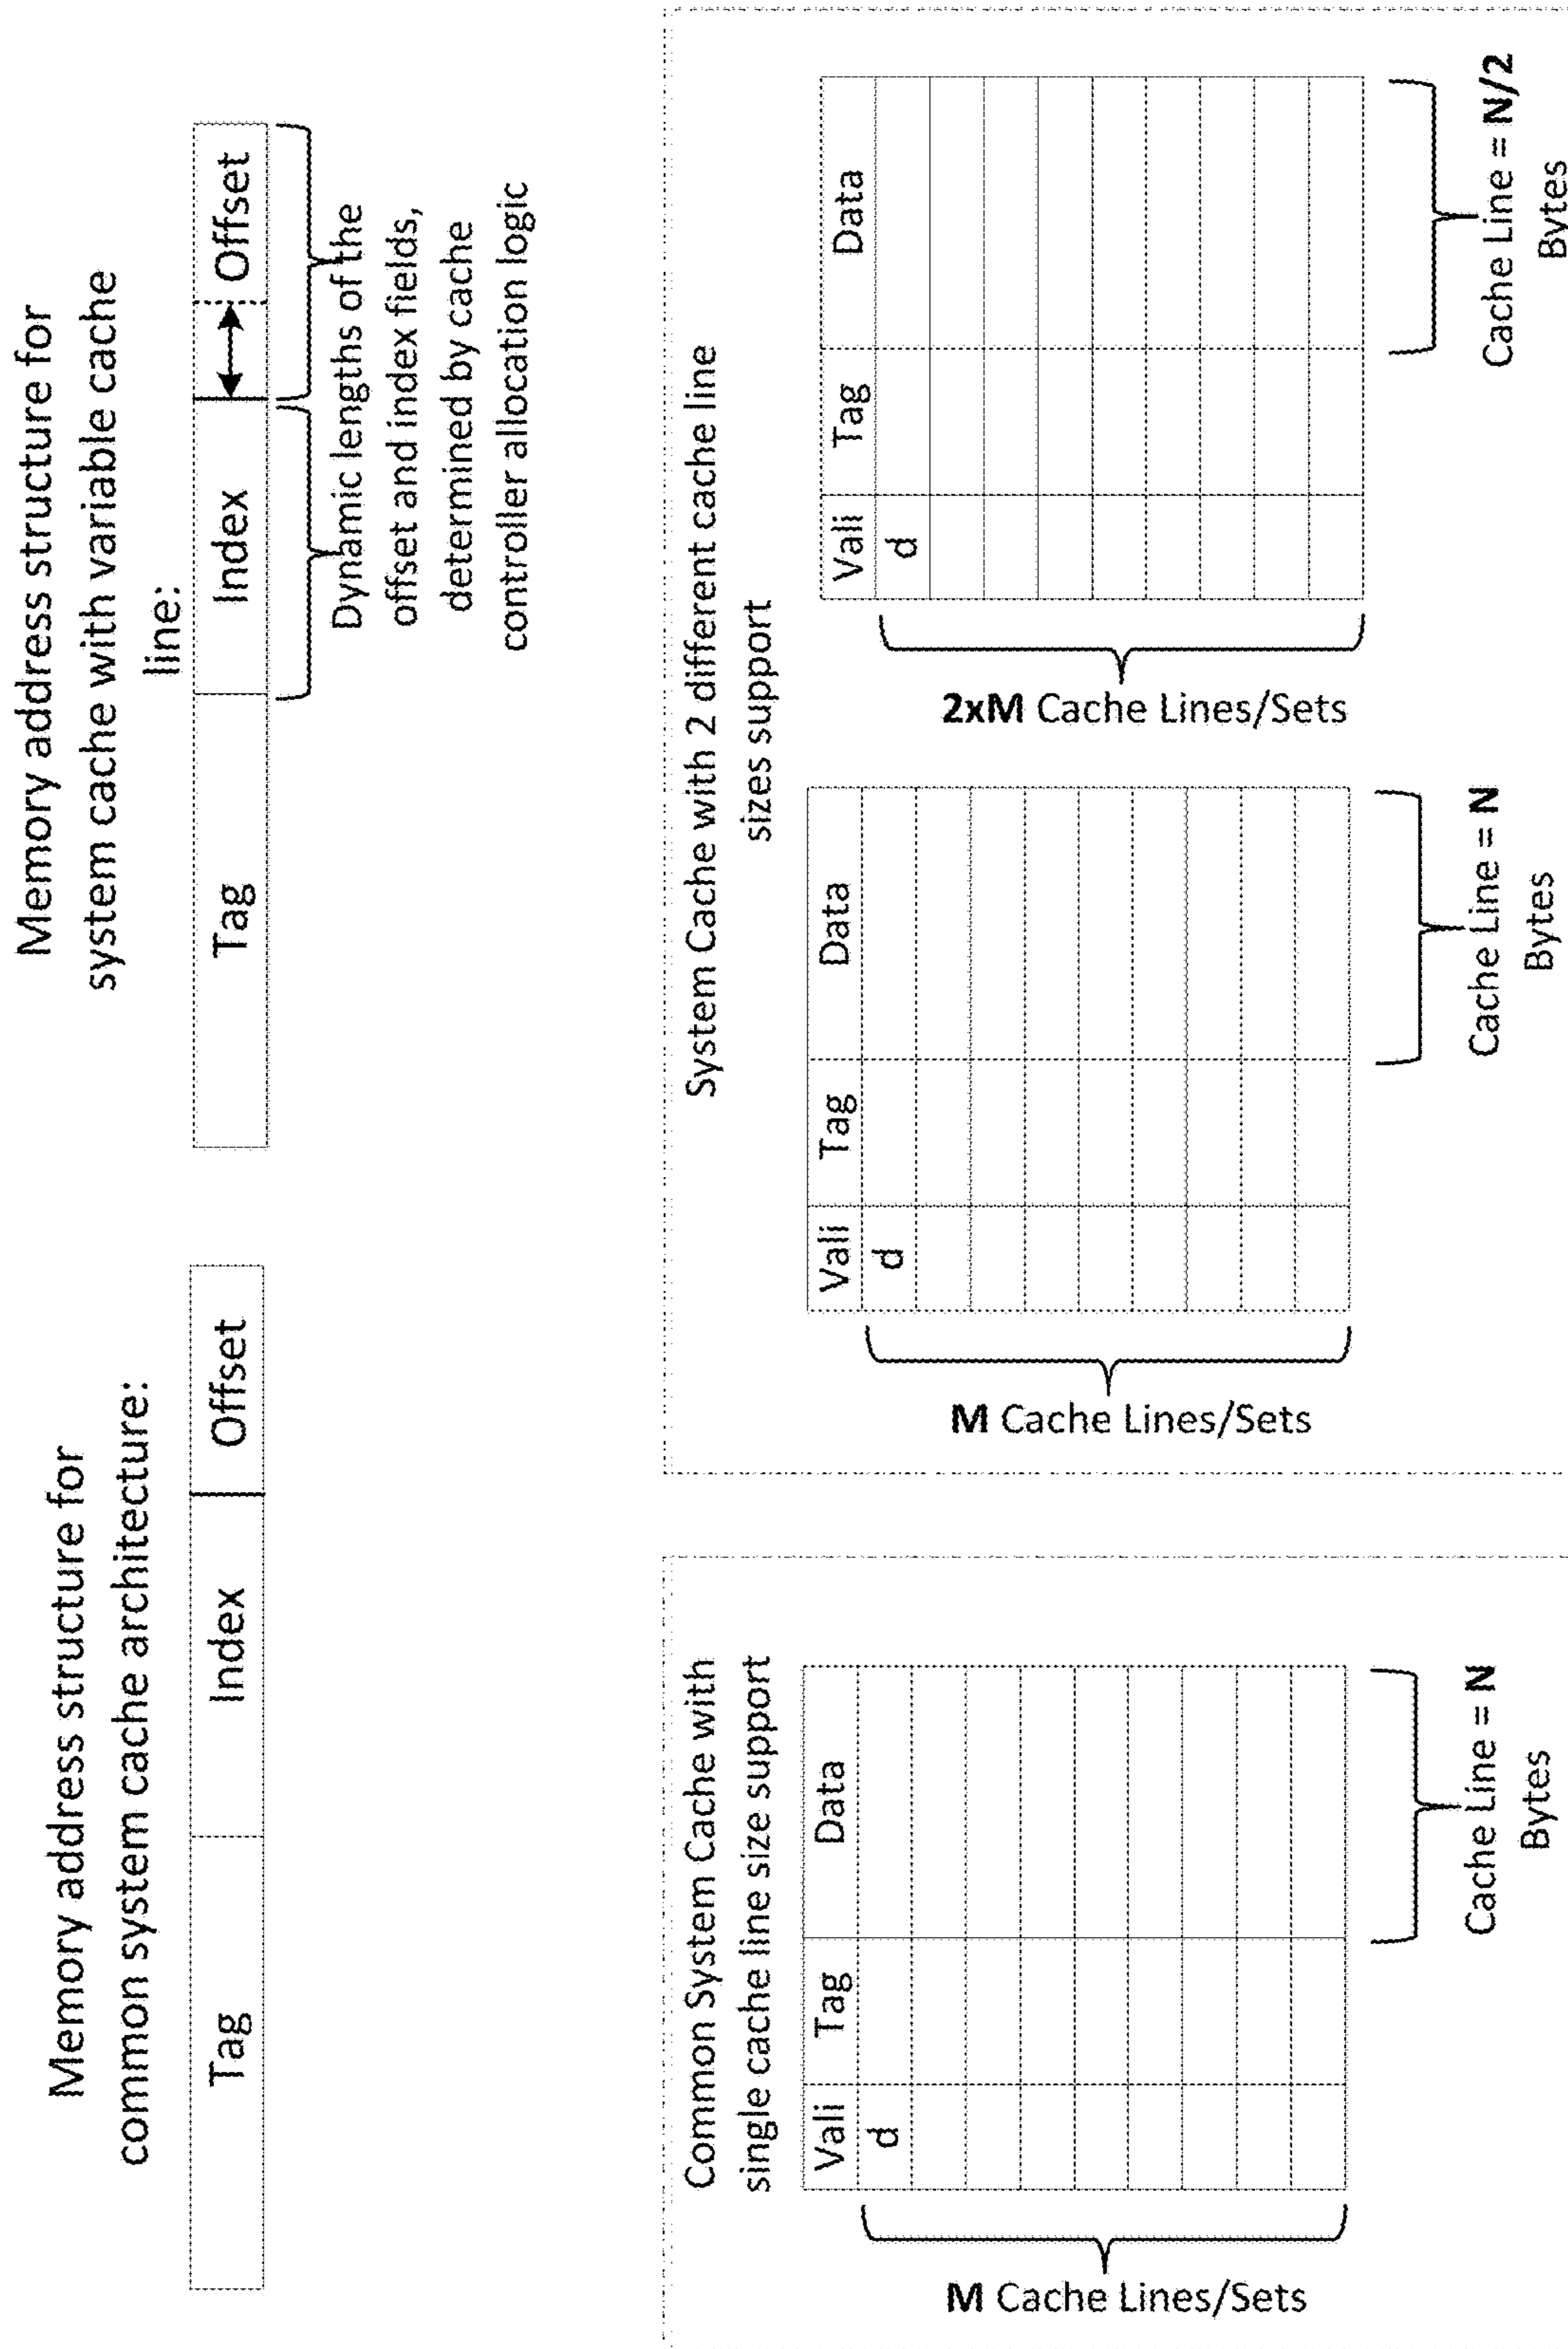 Memory address structure for
common system cache architecture:
Tag
Index
Offset
Memory address structure for
system cache with variable cache
line:
Tag
Index
Offset
Dynamic lengths of the
offset and index fields,
determined by cache
controller allocation logic
Common System Cache with
single cache line size support
Vali
d
Tag
Data
M Cache Lines/Sets
Cache Line = N
Bytes
System Cache with 2 different cache line
sizes support
Vali
d
Tag
Data
M Cache Lines/Sets
Cache Line = N
Bytes
Vali
d
Tag
Data
2xM Cache Lines/Sets
Cache Line = N/2
Bytes